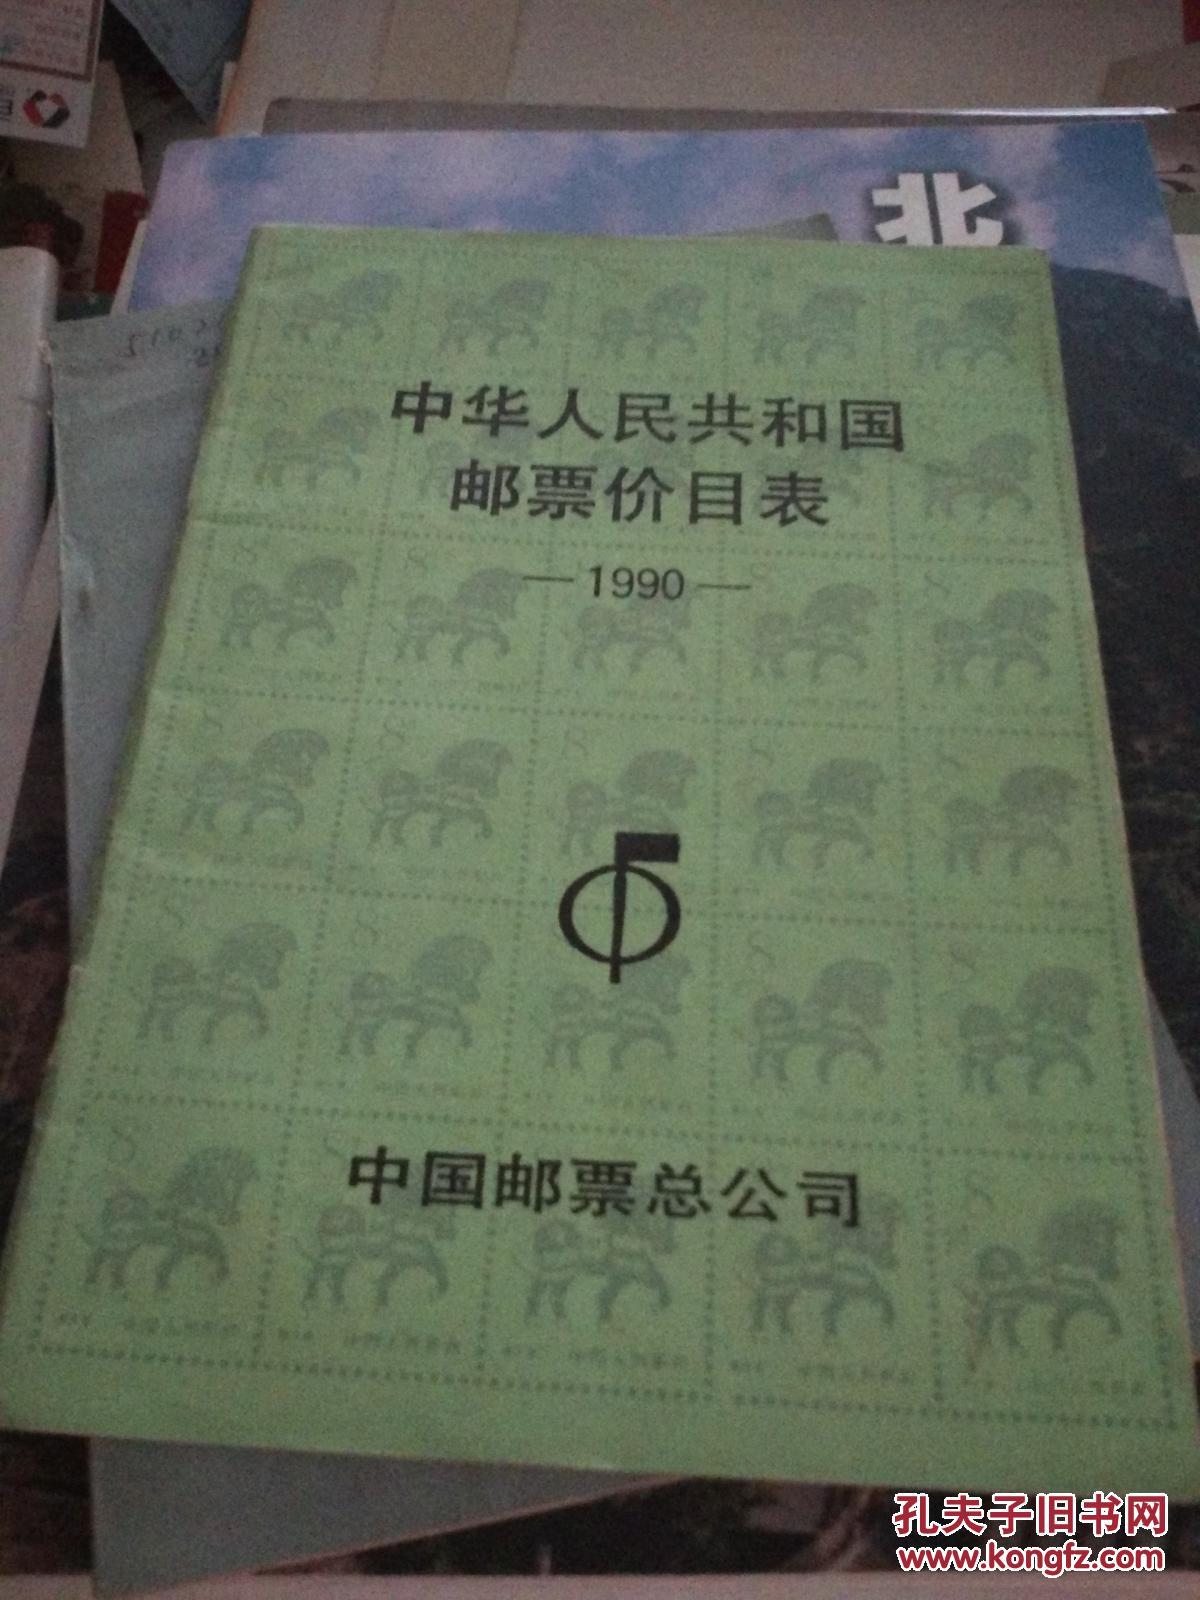 北
中华人民共和国
邮票价目表
—1990—
中国邮票总公司
孔夫子旧书网
www.kongfz.com